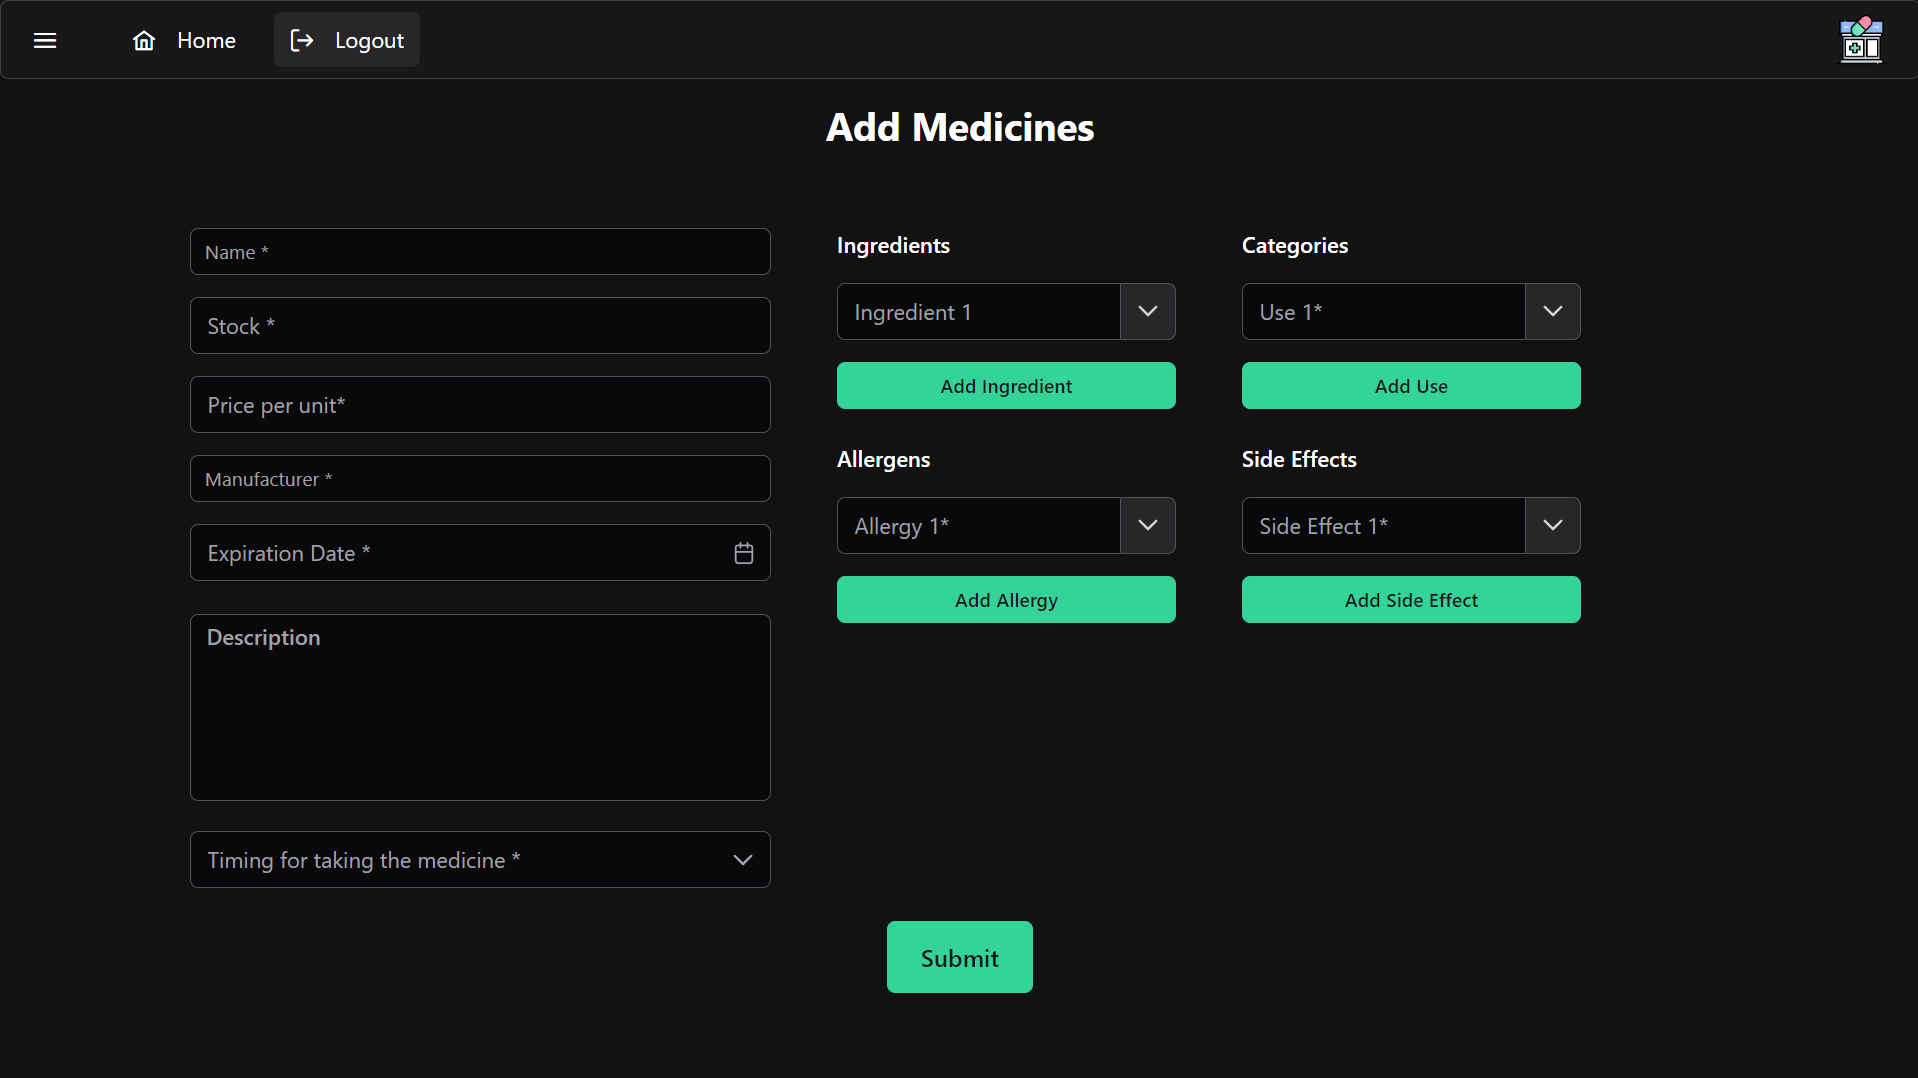 Home
Logout
Add Medicines
Name *
Stock *
Price per unit*
Manufacturer *
Expiration Date *
Description
Timing for taking the medicine *
Ingredients
Ingredient 1
Add Ingredient
Categories
Use 1*
Add Use
Allergens
Allergy 1*
Add Allergy
Side Effects
Side Effect 1*
Add Side Effect
Submit